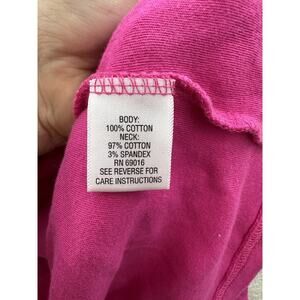 BODY:
100% COTTON
NECK:
97% COTTON
3% SPANDEX
RN 69016
SEE REVERSE FOR
CARE INSTRUCTIONS